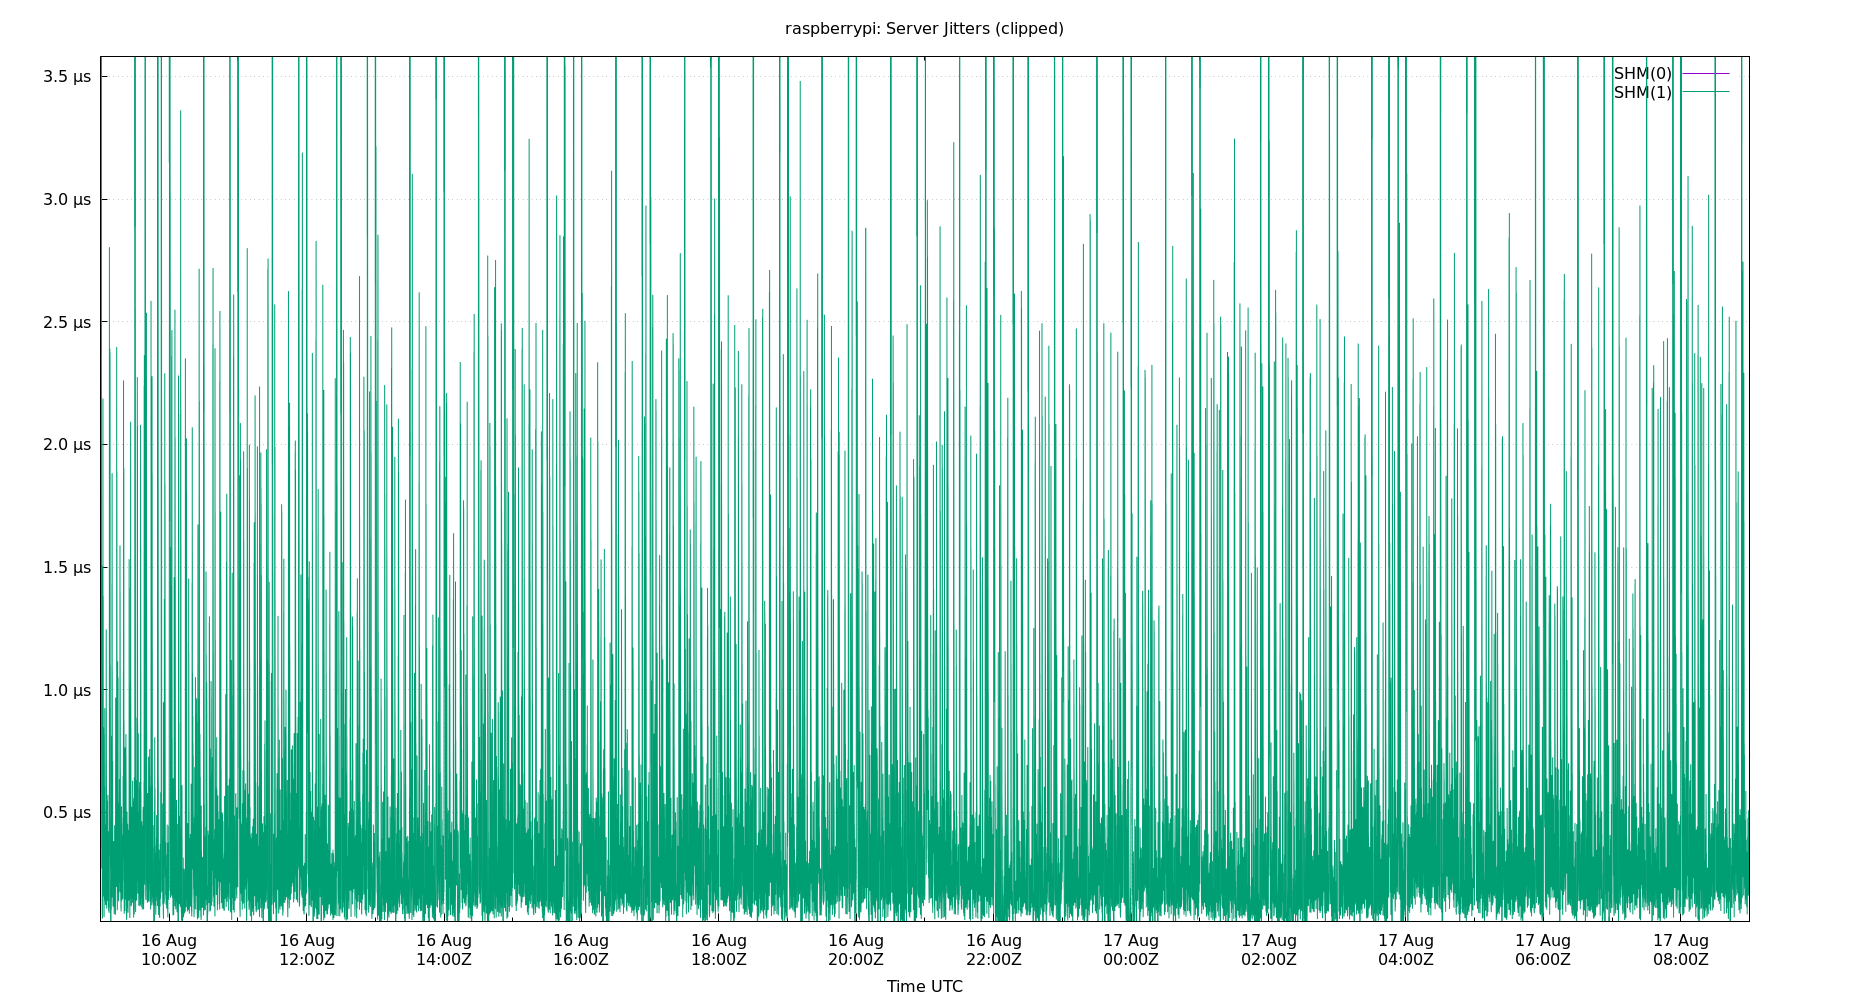 raspberrypi: Server Jitters (clipped)
SHM(0)
SHM(1)
3.5 µs
3.0 µs
2.5 µs
2.0 µs
1.5 µs
1.0 µs
0.5 µs
16 Aug
10:00Z
16 Aug
12:00Z
16 Aug
14:00Z
16 Aug
16:00Z
16 Aug
18:00Z
16 Aug
20:00Z
16 Aug
22:00Z
17 Aug
00:00Z
17 Aug
02:00Z
17 Aug
04:00Z
17 Aug
06:00Z
17 Aug
08:00Z
Time UTC